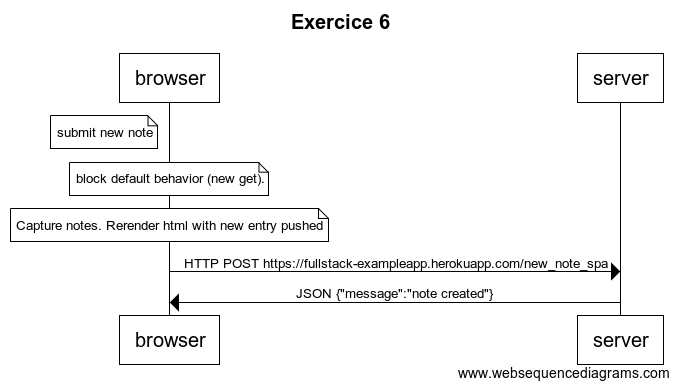 Exercice 6
browser
server
submit new note
block default behavior (new get).
Capture notes. Rerender html with new entry pushed
HTTP POST https://fullstack-exampleapp.herokuapp.com/new_note_spa
JSON {"message":"note created"}
browser
server
www.websequencediagrams.com